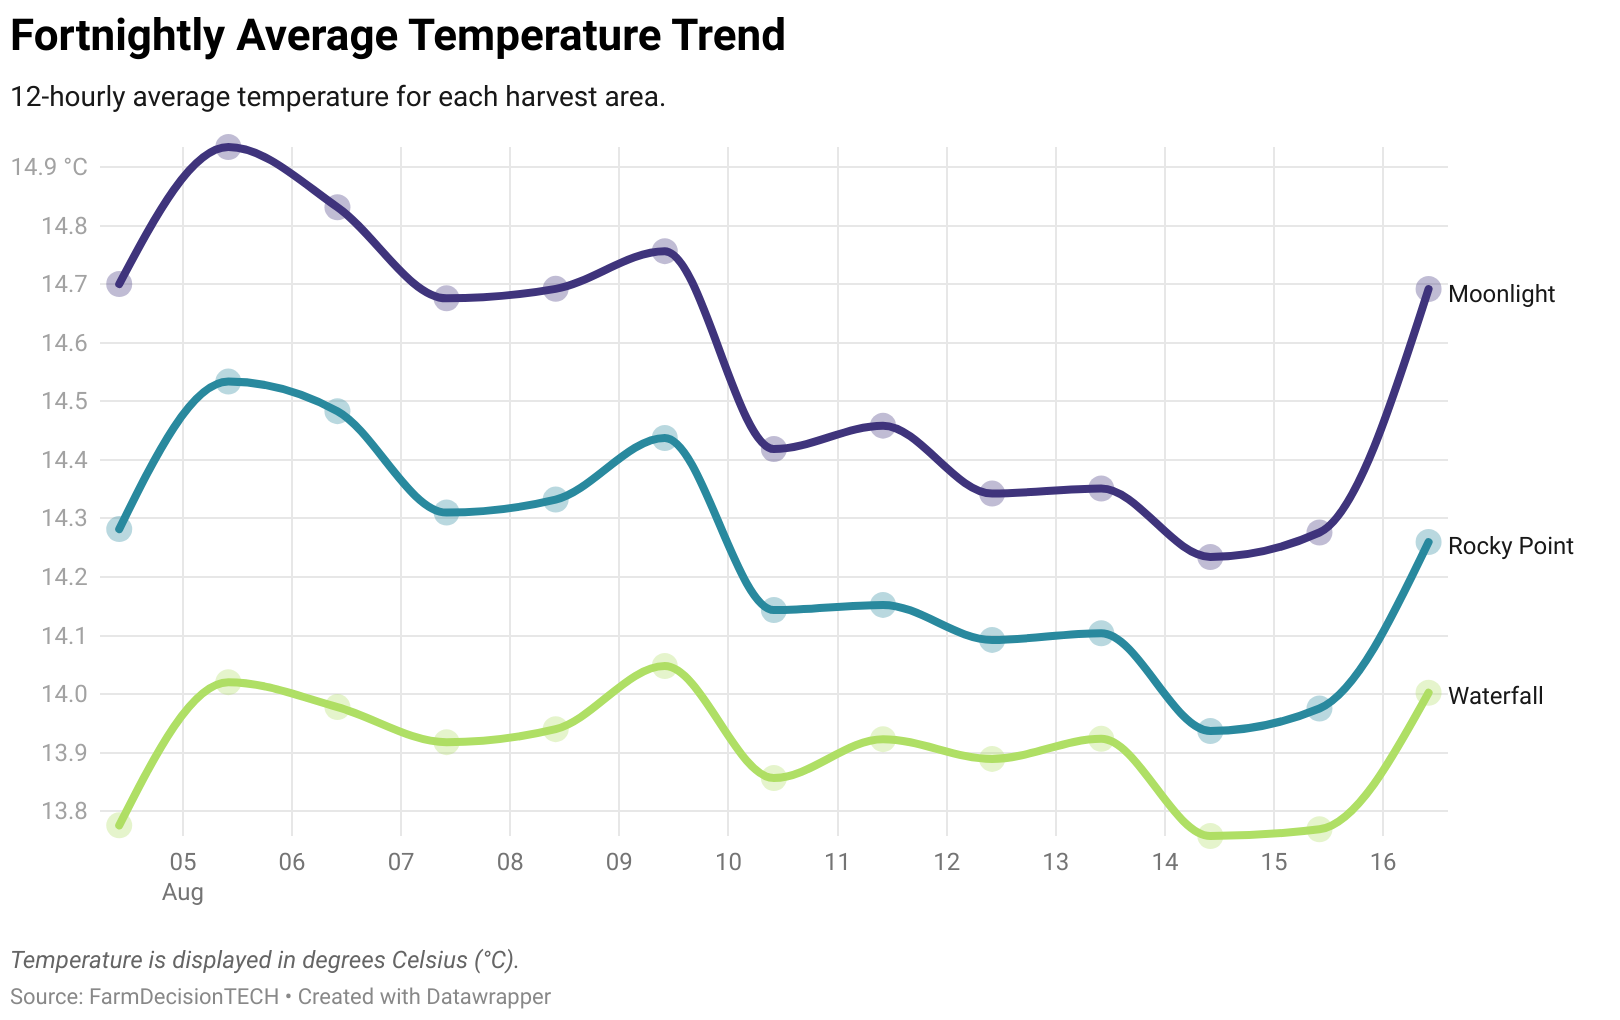 Fortnightly Average Temperature Trend
12-hourly average temperature for each harvest area.
14.9 °C
14.8
14.7
14.6
14.5
14.4
14.3
14.2
14.1
14.0
13.9
13.8
Moonlight
Rocky Point
Waterfall
05 06 07 08 09 10 11 12 13 14 15 16
Aug
Temperature is displayed in degrees Celsius (°C).
Source: FarmDecisionTECH • Created with Datawrapper